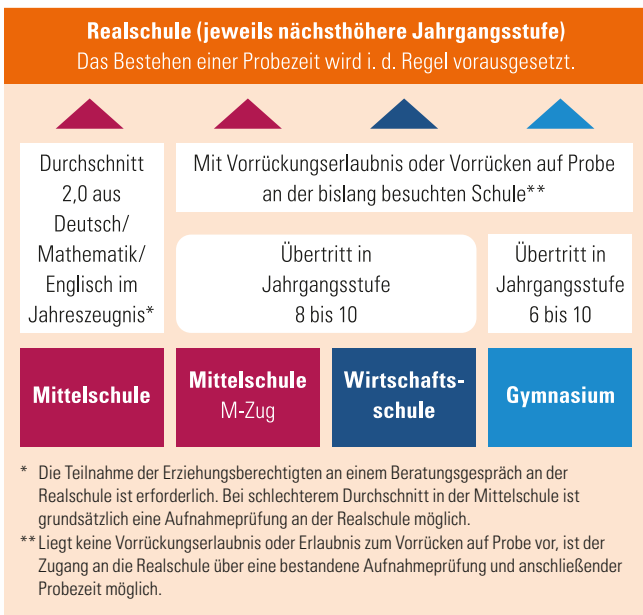 Realschule (jeweils nächsthöhere Jahrgangsstufe)
Das Bestehen einer Probezeit wird i. d. Regel vorausgesetzt.
Durchschnitt
2,0 aus
Deutsch/
Mathematik/
Englisch im
Jahreszeugnis*
Mit Vorrückungserlaubnis oder Vorrücken auf Probe
an der bislang besuchten Schule**
Übertritt in
Jahrgangsstufe
8 bis 10
Übertritt in
Jahrgangsstufe
6 bis 10
Mittelschule
Mittelschule
M-Zug
Wirtschafts-
schule
Gymnasium
* Die Teilnahme der Erziehungsberechtigten an einem Beratungsgespräch an der
Realschule ist erforderlich. Bei schlechterem Durchschnitt in der Mittelschule ist
grundsätzlich eine Aufnahmeprüfung an der Realschule möglich.
** Liegt keine Vorrückungserlaubnis oder Erlaubnis zum Vorrücken auf Probe vor, ist der
Zugang an die Realschule über eine bestandene Aufnahmeprüfung und anschließender
Probezeit möglich.